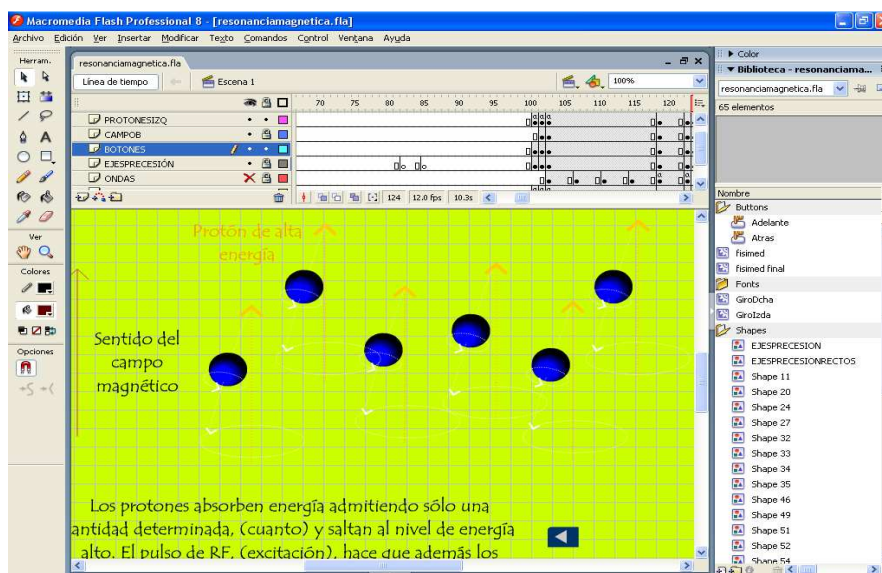 Macromedia Flash Professional 8 - [resonanciamagnetica.fla]
Archivo Edición Ver Insertar Modificar Texto Comandos Control Ventana Ayuda
Herram.
Ver
Colores
Opciones
resonanciamagnetica.fla
Línea de tiempo Escena 1 100%
70 75 80 85 90 95 100 105 110 115 120
PROTONESIZQ
CAMPOB
BOTONES
EJESPRECESIÓN
ONDAS
124 12.0 fps 10.3s
Protón de alta
energía
Sentido del
campo
magnético
Los protones absorben energía admitiendo sólo una
antidad determinada, (cuanto) y saltan al nivel de energía
alto. El pulso de RF, (excitación), hace que además los
Color
Biblioteca - resonanciama...
resonanciamagnetica.fla
65 elementos
Nombre
Buttons
Adelante
Atras
fisimed
fisimed final
Fonts
GiroDcha
GiroIzda
Shapes
EJESPRECESION
EJESPRECESIONRECTOS
Shape 11
Shape 20
Shape 24
Shape 27
Shape 32
Shape 33
Shape 34
Shape 35
Shape 46
Shape 49
Shape 51
Shape 52
Shape 54